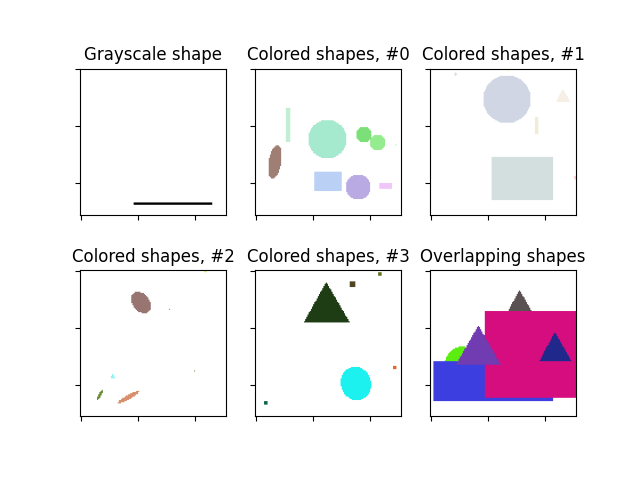 Grayscale shape
Colored shapes, #0
Colored shapes, #1
Colored shapes, #2
Colored shapes, #3
Overlapping shapes